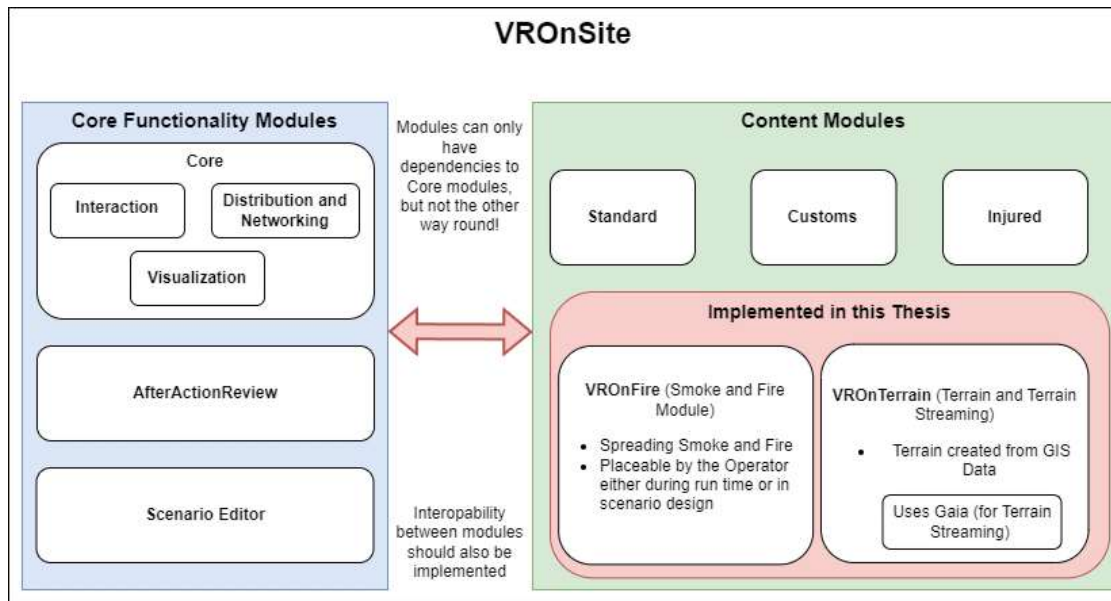 VROnSite
Core Functionality Modules
Core
Interaction
Distribution and
Networking
Visualization
AfterActionReview
Scenario Editor
Modules can only
have
dependencies to
Core modules,
but not the other
way round!
Interopability
between modules
should also be
implemented
Content Modules
Standard
Customs
Injured
Implemented in this Thesis
VROnFire (Smoke and Fire
Module)
• Spreading Smoke and Fire
• Placeable by the Operator
either during run time or in
scenario design
VROnTerrain (Terrain and Terrain
Streaming)
• Terrain created from GIS
Data
Uses Gaia (for Terrain
Streaming)